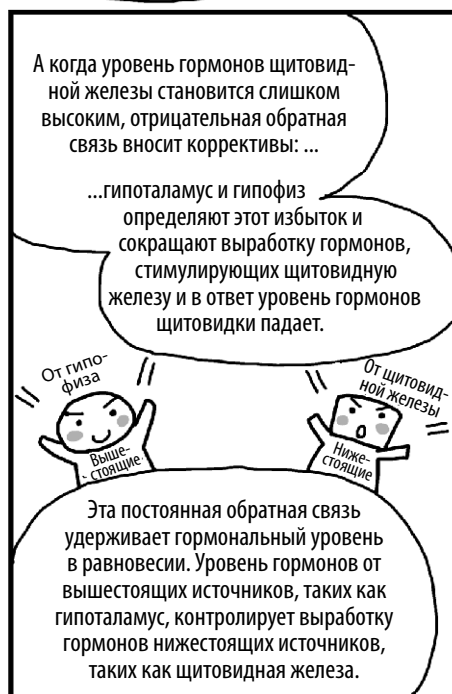 А когда уровень гормонов щитовид-
ной железы становится слишком
высоким, отрицательная обратная
связь вносит коррективы: ...
...гипоталамус и гипофиз
определяют этот избыток и
сокращают выработку гормонов,
стимулирующих щитовидную
железу и в ответ уровень гормонов
щитовидки падает.
От гипо-
физа
Выше-
стоящие
От щитовид-
ной железы
Ниже-
стоящие
Эта постоянная обратная связь
удерживает гормональный уровень
в равновесии. Уровень гормонов от
вышестоящих источников, таких как
гипоталамус, контролирует выработку
гормонов нижестоящих источников,
таких как щитовидная железа.